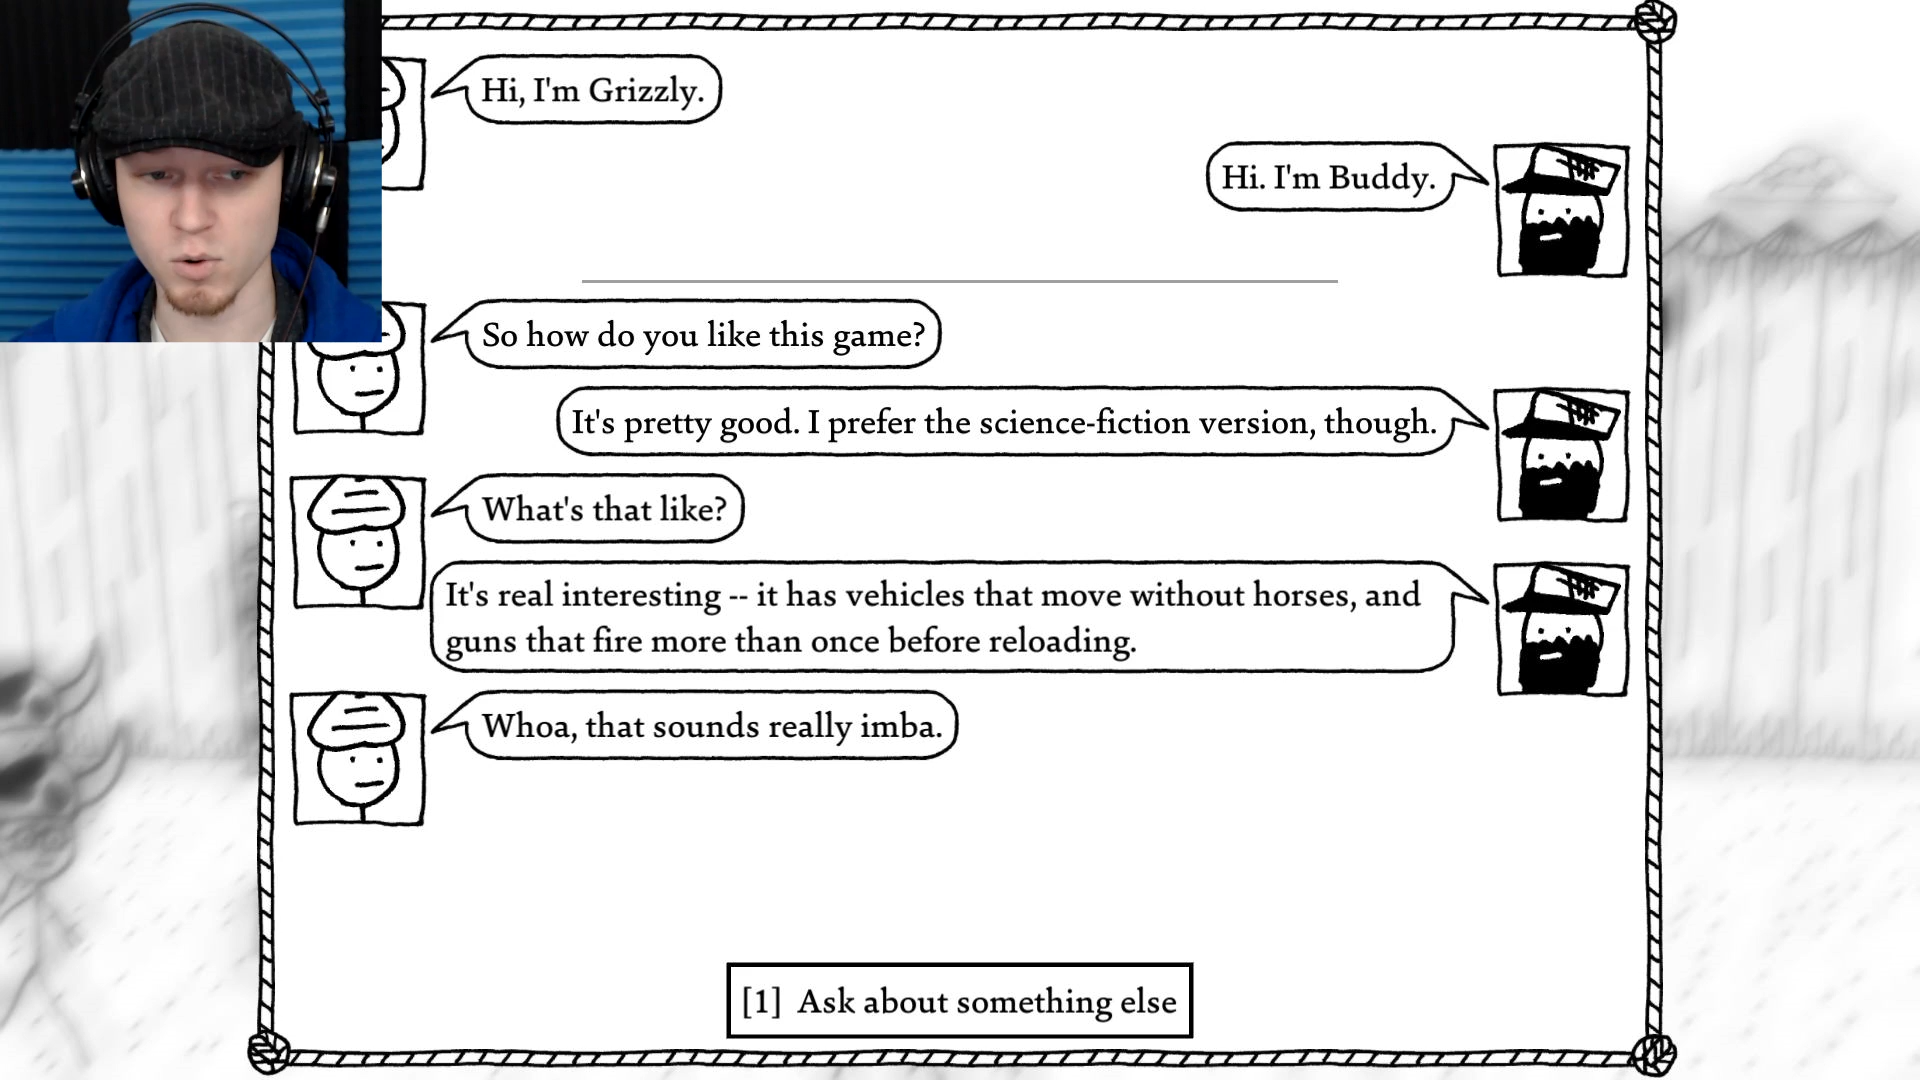 Hi, I'm Grizzly.
Hi. I'm Buddy.
So how do you like this game?
It's pretty good. I prefer the science-fiction version, though.
What's that like?
It's real interesting -- it has vehicles that move without horses, and
guns that fire more than once before reloading.
Whoa, that sounds really imba.
[1] Ask about something else